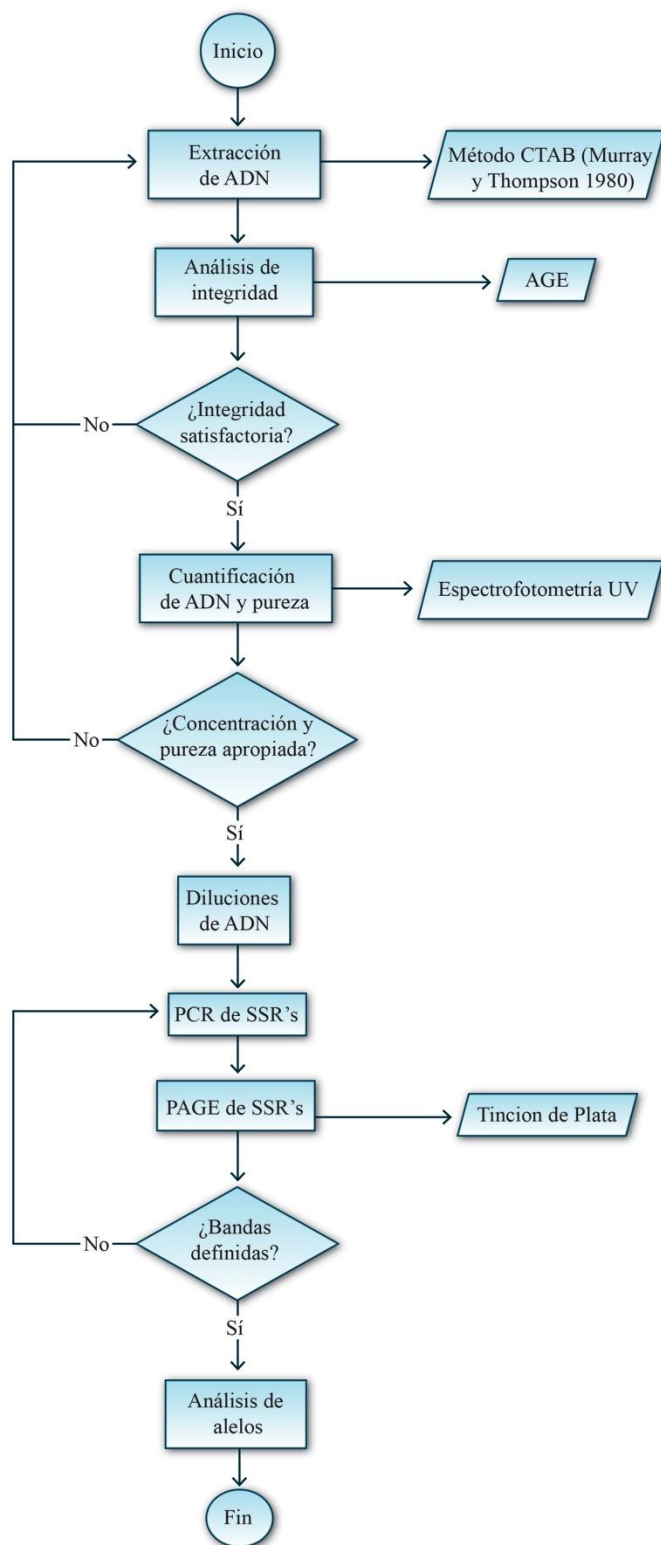 Inicio
Extracción
de ADN
Método CTAB (Murray
y Thompson 1980)
Análisis de
integridad
AGE
¿Integridad
satisfactoria?
No
Sí
Cuantificación
de ADN y pureza
Espectrofotometría UV
¿Concentración y
pureza apropiada?
No
Sí
Diluciones
de ADN
PCR de SSR's
PAGE de SSR's
Tincion de Plata
¿Bandas
definidas?
No
Sí
Análisis de
alelos
Fin